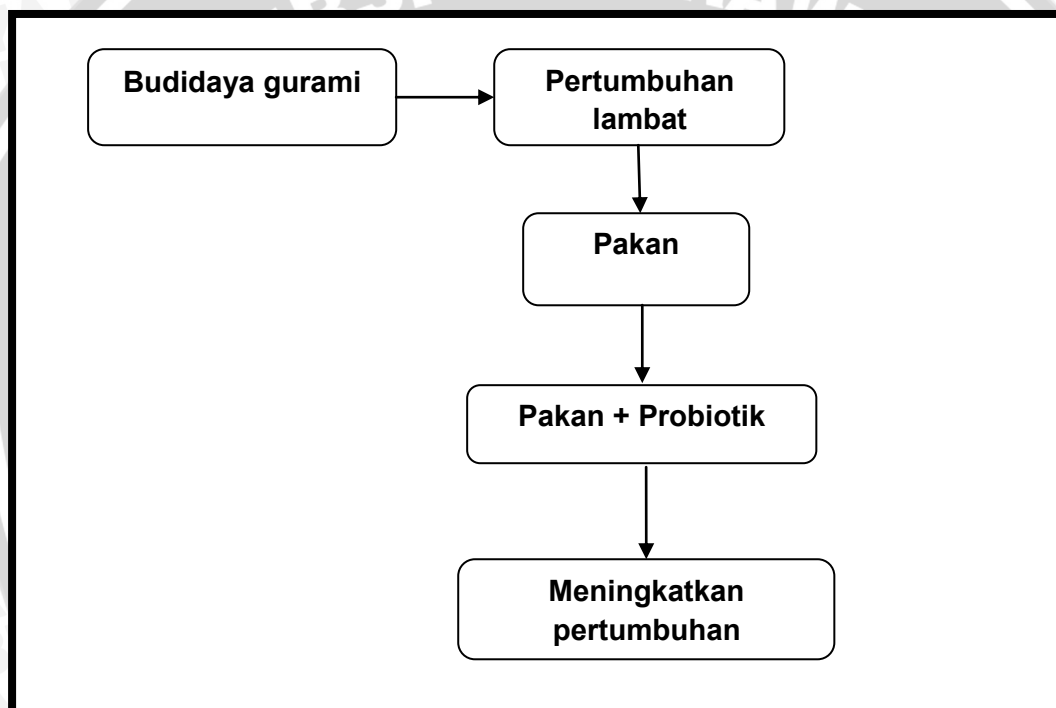 Budidaya gurami
Pertumbuhan
lambat
Pakan
Pakan + Probiotik
Meningkatkan
pertumbuhan